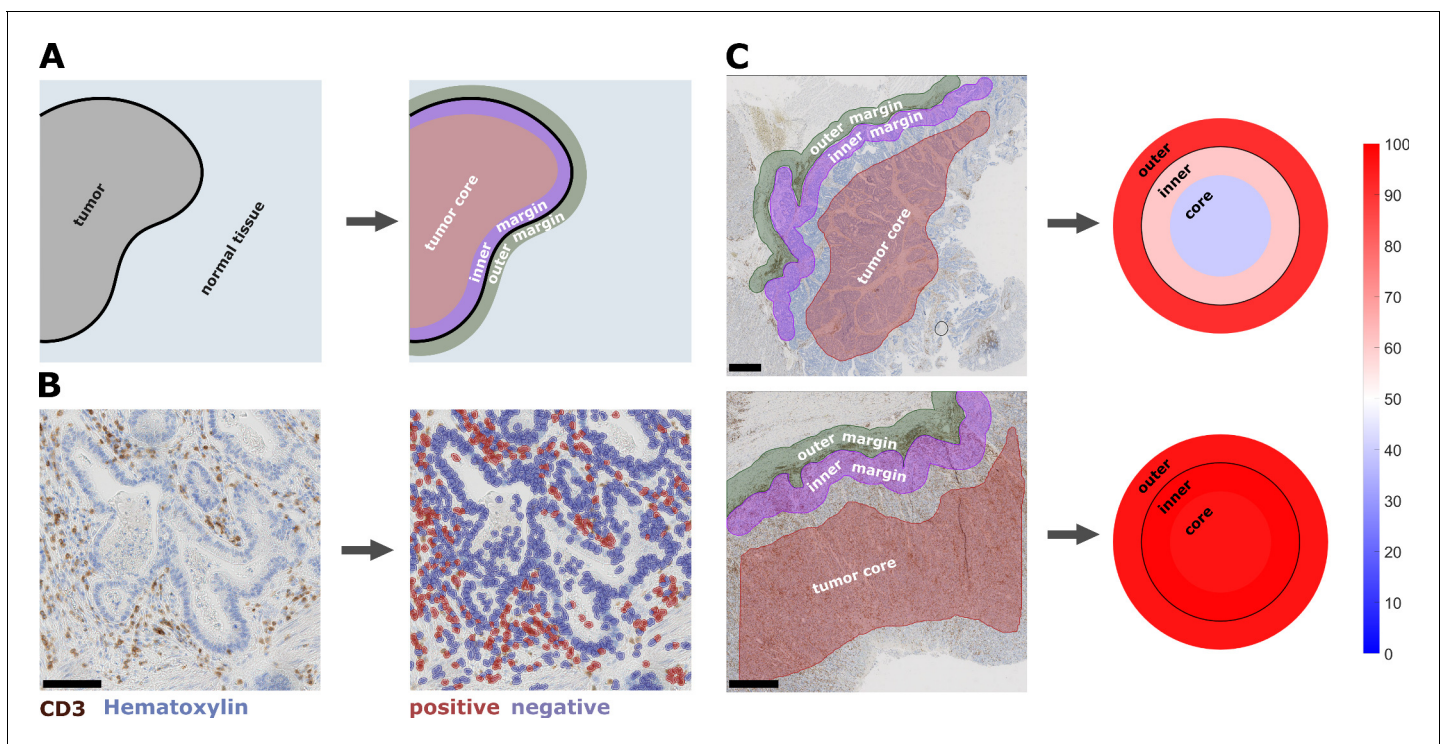 A
tumor
normal tissue
tumor core
inner margin
outer margin
B
CD3 Hematoxylin
positive negative
C
outer margin
inner margin
tumor core
outer
inner
core
outer margin
inner margin
tumor core
outer
inner
core
100
90
80
70
60
50
40
30
20
10
0